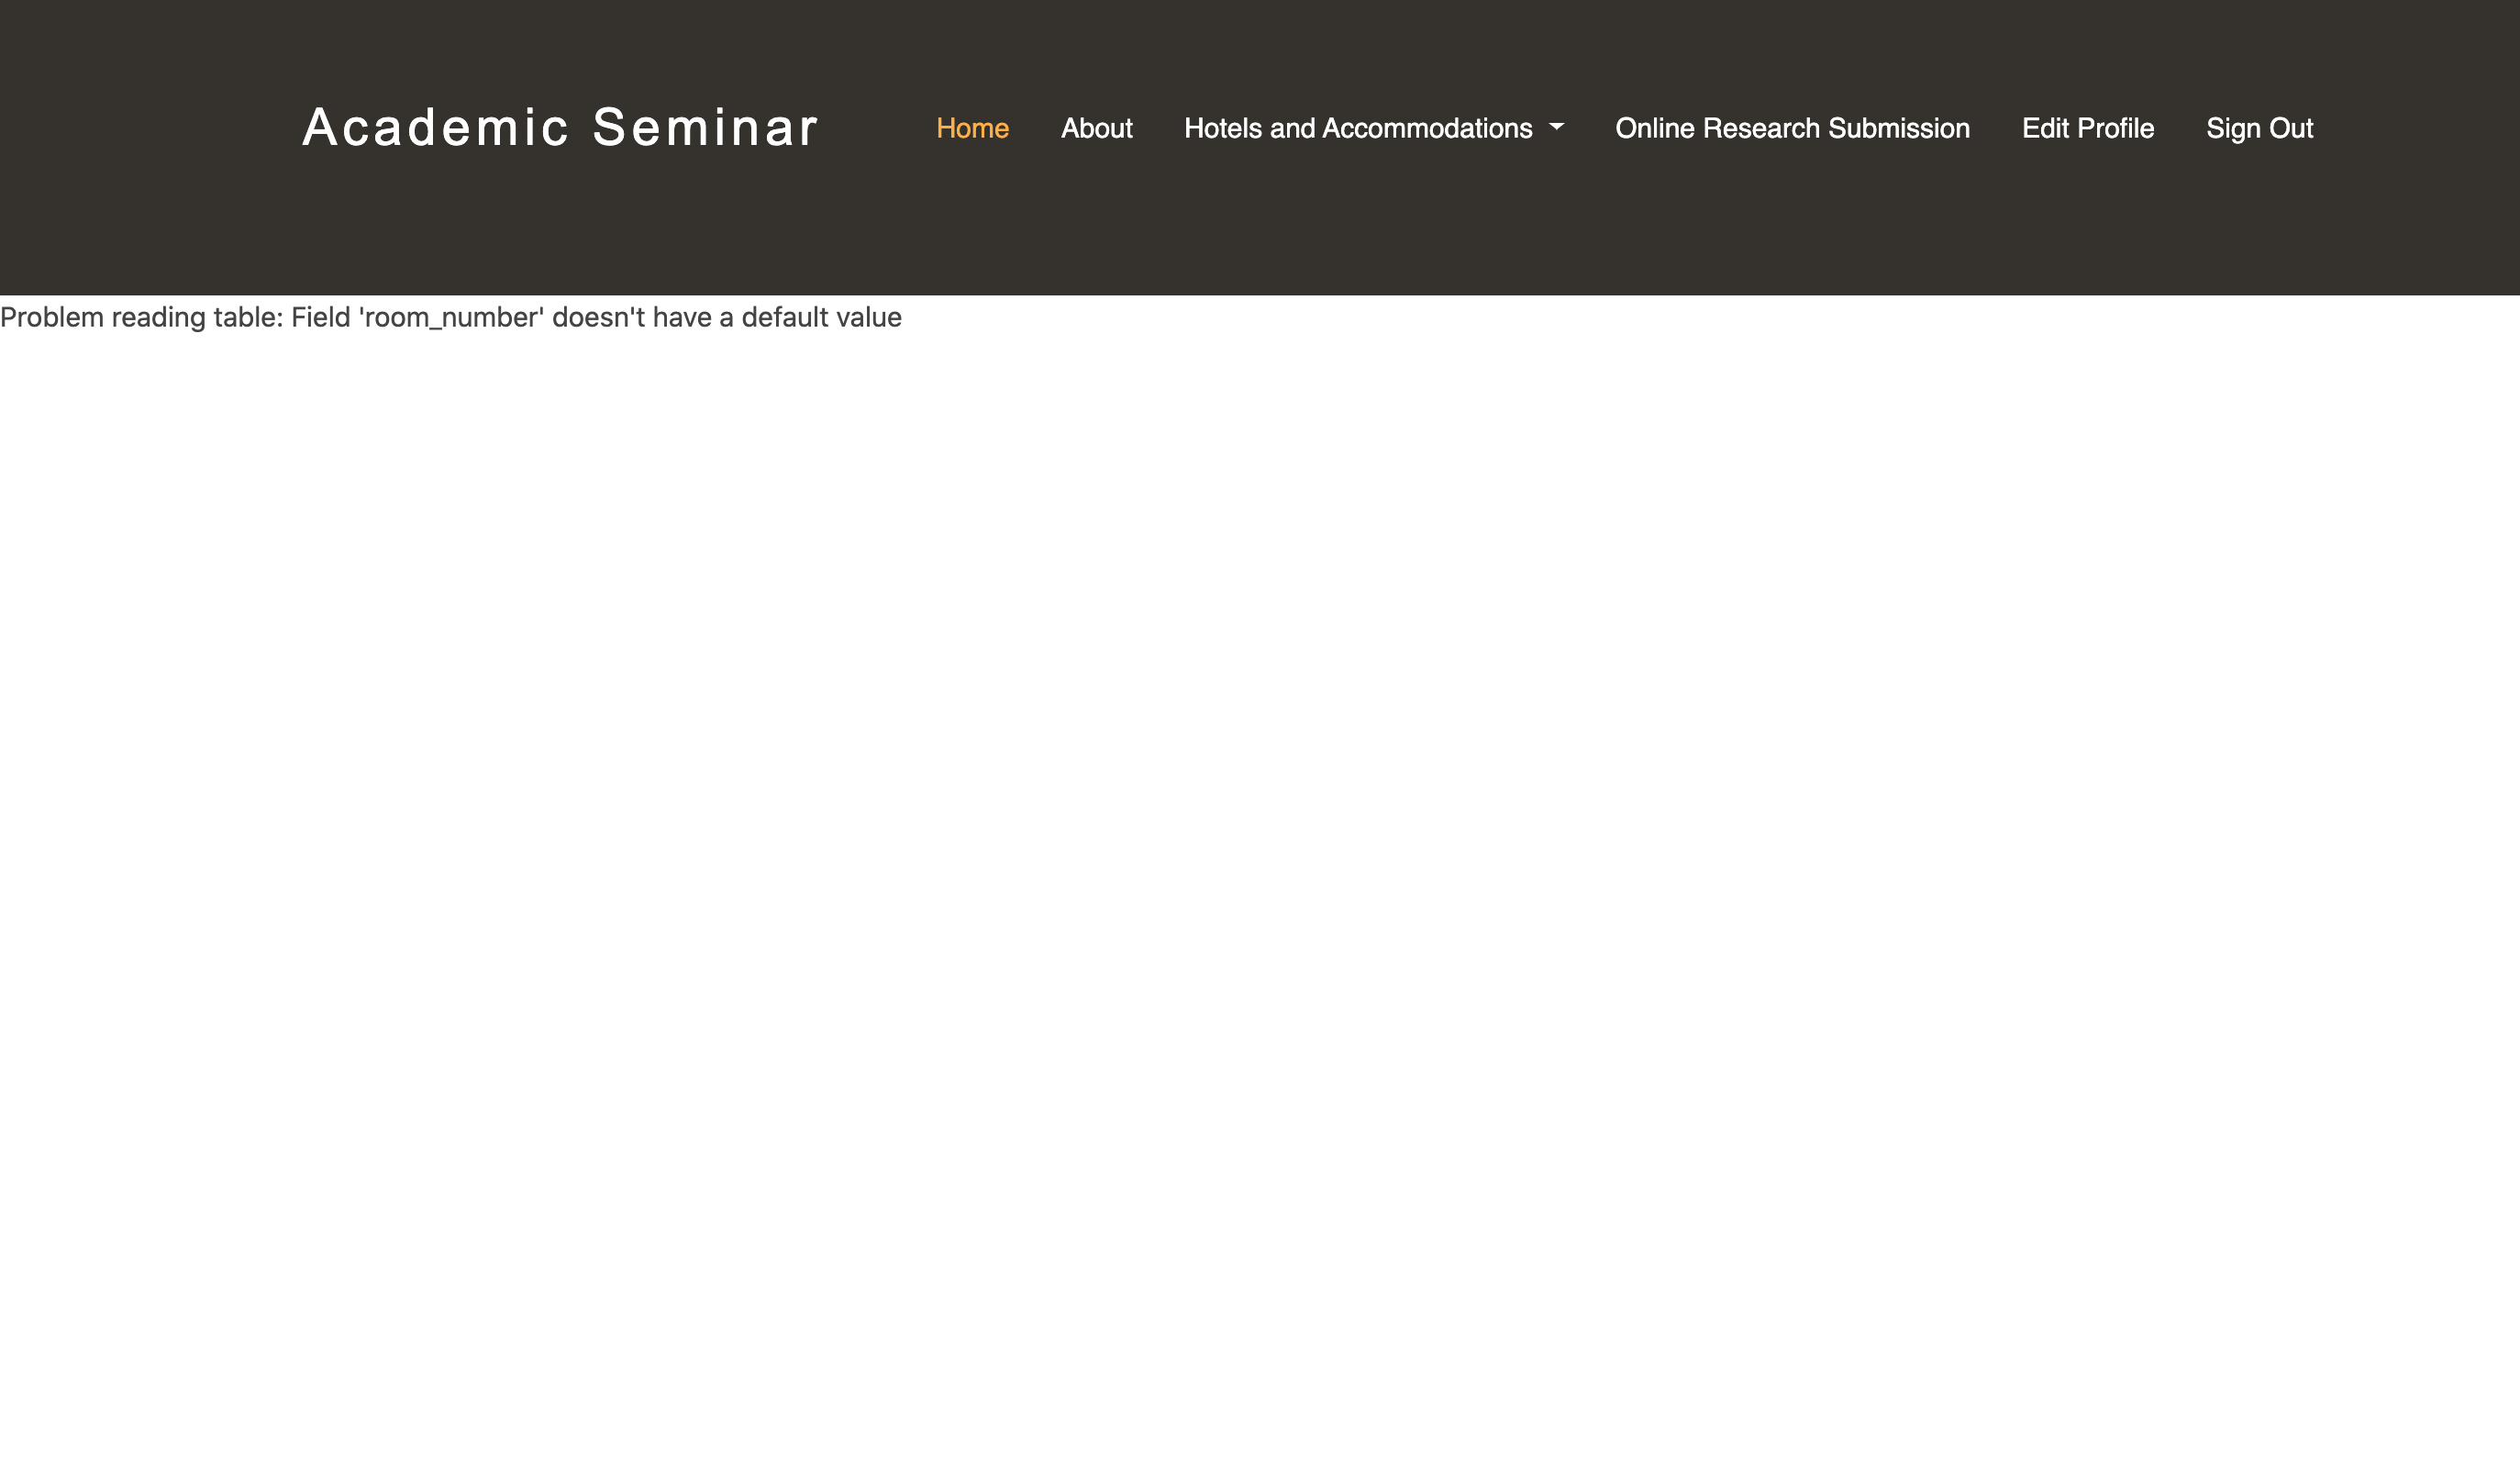 Academic Seminar
Home About Hotels and Accommodations Online Research Submission Edit Profile Sign Out
Problem reading table: Field 'room_number' doesn't have a default value